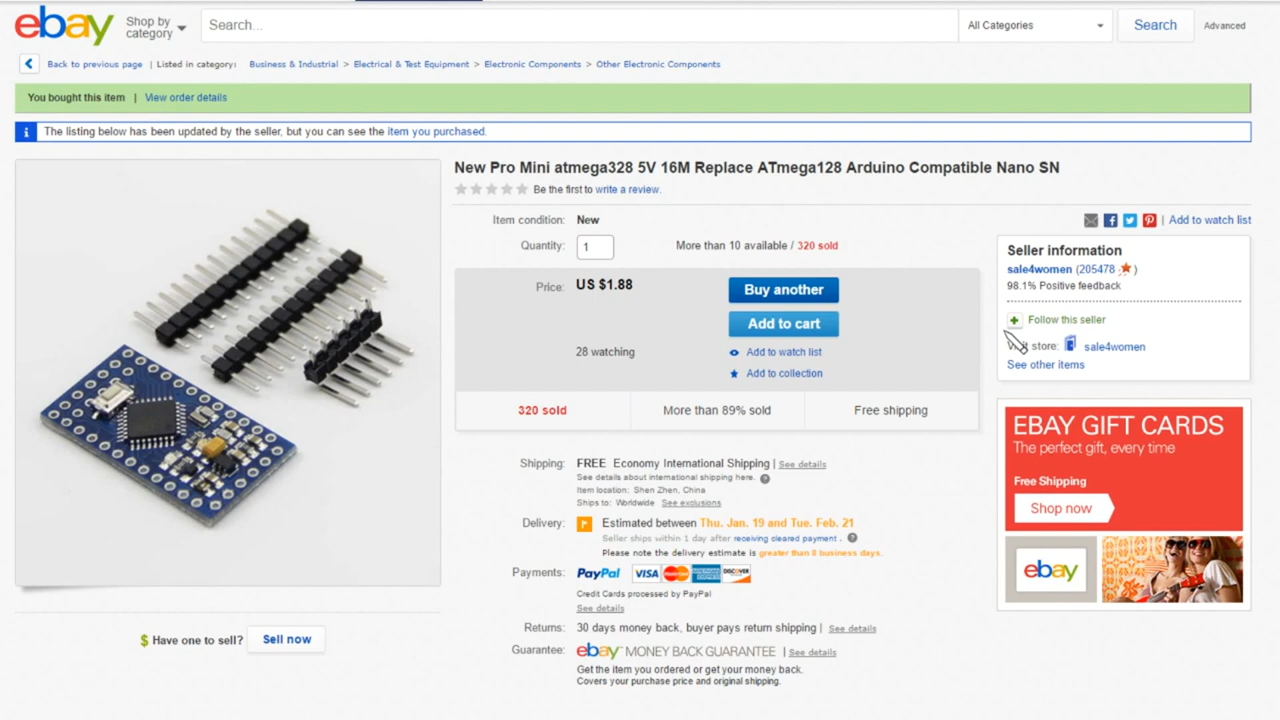 ebay
Shop by category
Search...
All Categories
Search
Advanced
Back to previous page | Listed in category: Business & Industrial > Electrical & Test Equipment > Electronic Components > Other Electronic Components
You bought this item | View order details
i The listing below has been updated by the seller, but you can see the item you purchased.
New Pro Mini atmega328 5V 16M Replace ATmega128 Arduino Compatible Nano SN
Be the first to write a review.
Item condition: New
Quantity: 1 More than 10 available / 320 sold
Price: US $1.88
Buy another
Add to cart
28 watching
Add to watch list
Add to collection
320 sold
More than 89% sold
Free shipping
Shipping: FREE Economy International Shipping | See details
See details about international shipping here. ?
Item location: Shen Zhen, China
Ships to: Worldwide See exclusions
Delivery: Estimated between Thu. Jan. 19 and Tue. Feb. 21
Seller ships within 1 day after receiving cleared payment . ?
Please note the delivery estimate is greater than 8 business days.
Payments: PayPal VISA MasterCard AMERICAN EXPRESS DISCOVER
Credit Cards processed by PayPal
See details
Returns: 30 days money back, buyer pays return shipping | See details
Guarantee: ebay MONEY BACK GUARANTEE | See details
Get the item you ordered or get your money back.
Covers your purchase price and original shipping.
$ Have one to sell? Sell now
| Add to watch list
Seller information
sale4women (205478 )
98.1% Positive feedback
Follow this seller
store: sale4women
See other items
EBAY GIFT CARDS
The perfect gift, every time
Free Shipping
Shop now
ebay